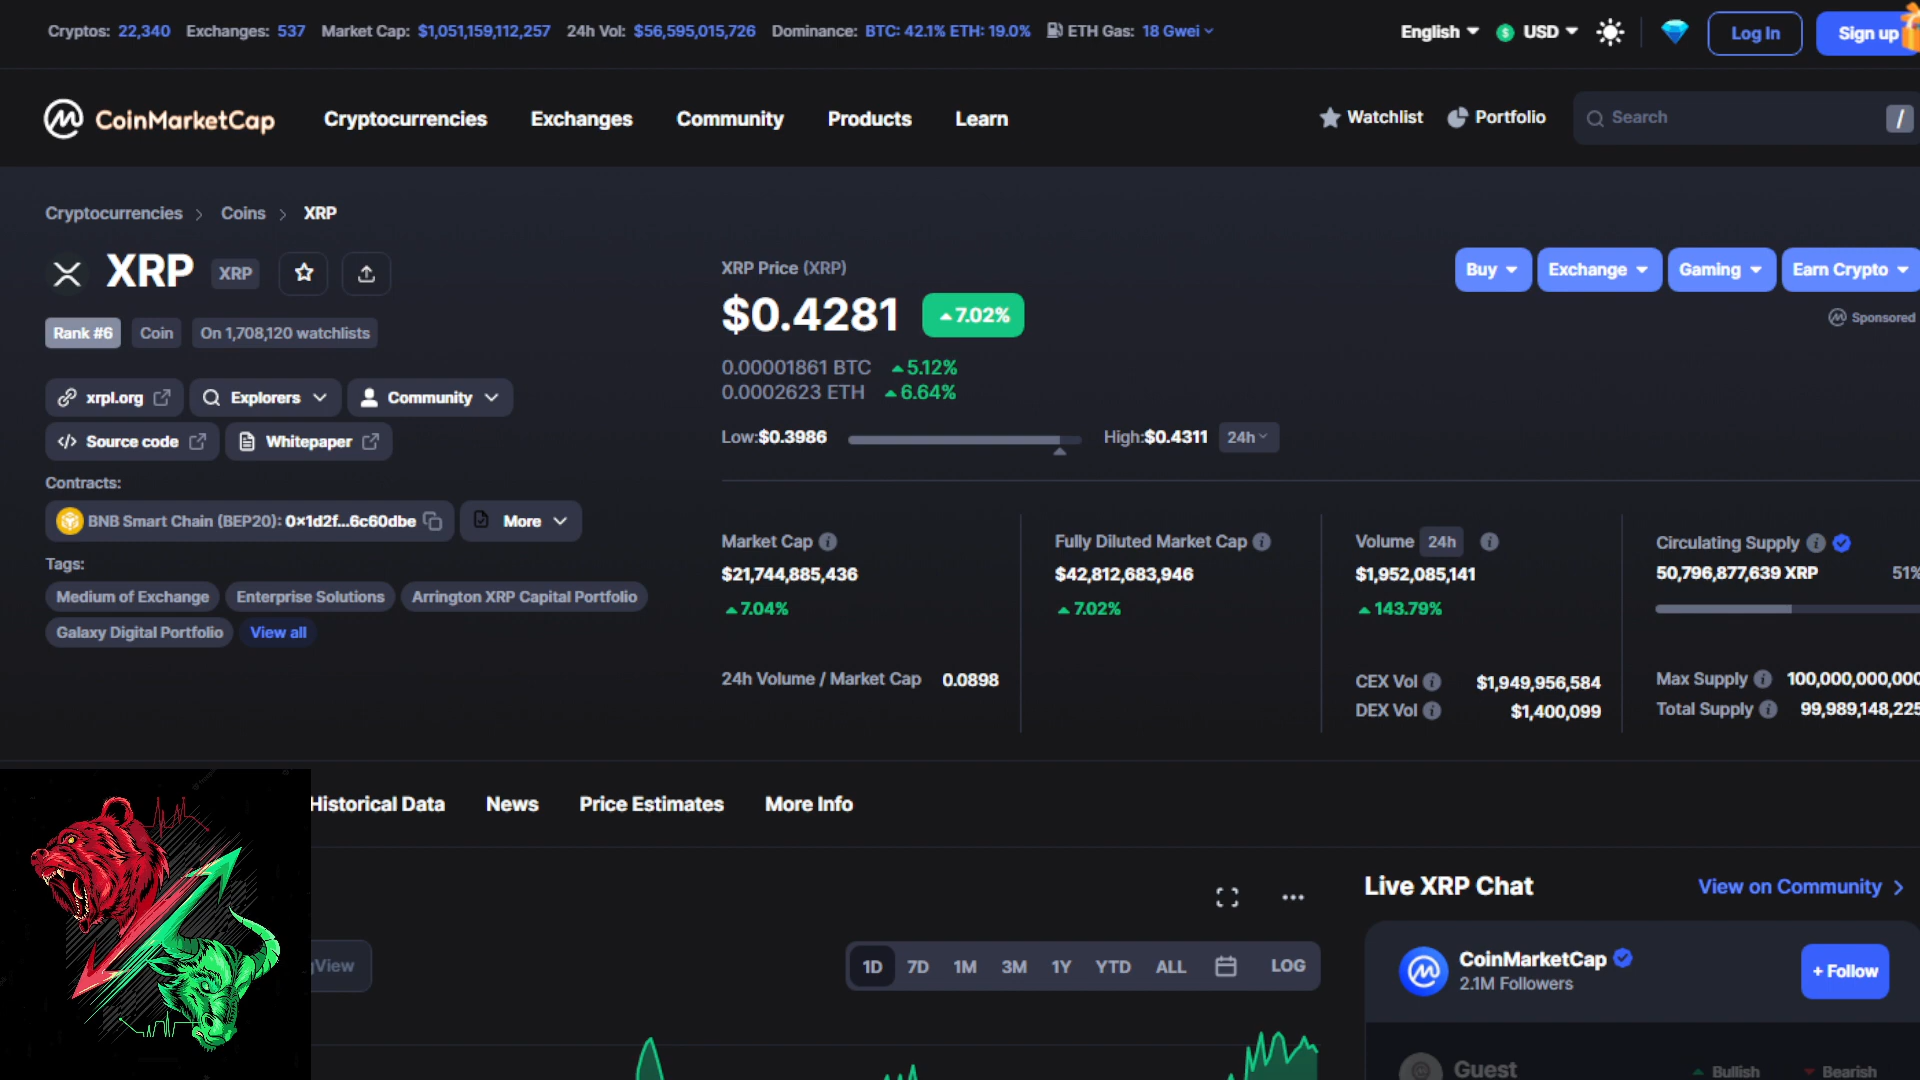 Cryptos: 22,340 Exchanges: 537 Market Cap: $1,051,159,112,257 24h Vol: $56,595,015,726 Dominance: BTC: 42.1% ETH: 19.0% ETH Gas: 18 Gwei English USD Log In Sign up
CoinMarketCap Cryptocurrencies Exchanges Community Products Learn Watchlist Portfolio Search /
Cryptocurrencies > Coins > XRP
XRP XRP
Rank #6 Coin On 1,708,120 watchlists
xrpl.org Explorers Community
Source code Whitepaper
Contracts:
BNB Smart Chain (BEP20): 0x1d2f...6c60dbe More
Tags:
Medium of Exchange Enterprise Solutions Arrington XRP Capital Portfolio
Galaxy Digital Portfolio View all
XRP Price (XRP)
$0.4281 7.02%
0.00001861 BTC 5.12%
0.0002623 ETH 6.64%
Low:$0.3986 High:$0.4311 24h
Buy Exchange Gaming Earn Crypto
Sponsored
Market Cap
$21,744,885,436
7.04%
24h Volume / Market Cap 0.0898
Fully Diluted Market Cap
$42,812,683,946
7.02%
Volume 24h
$1,952,085,141
143.79%
CEX Vol $1,949,956,584
DEX Vol $1,400,099
Circulating Supply
50,796,877,639 XRP 51%
Max Supply 100,000,000,000
Total Supply 99,989,148,225
Historical Data News Price Estimates More Info
View
1D 7D 1M 3M 1Y YTD ALL LOG
Live XRP Chat View on Community >
CoinMarketCap
2.1M Followers
+ Follow
Guest Bullish Bearish